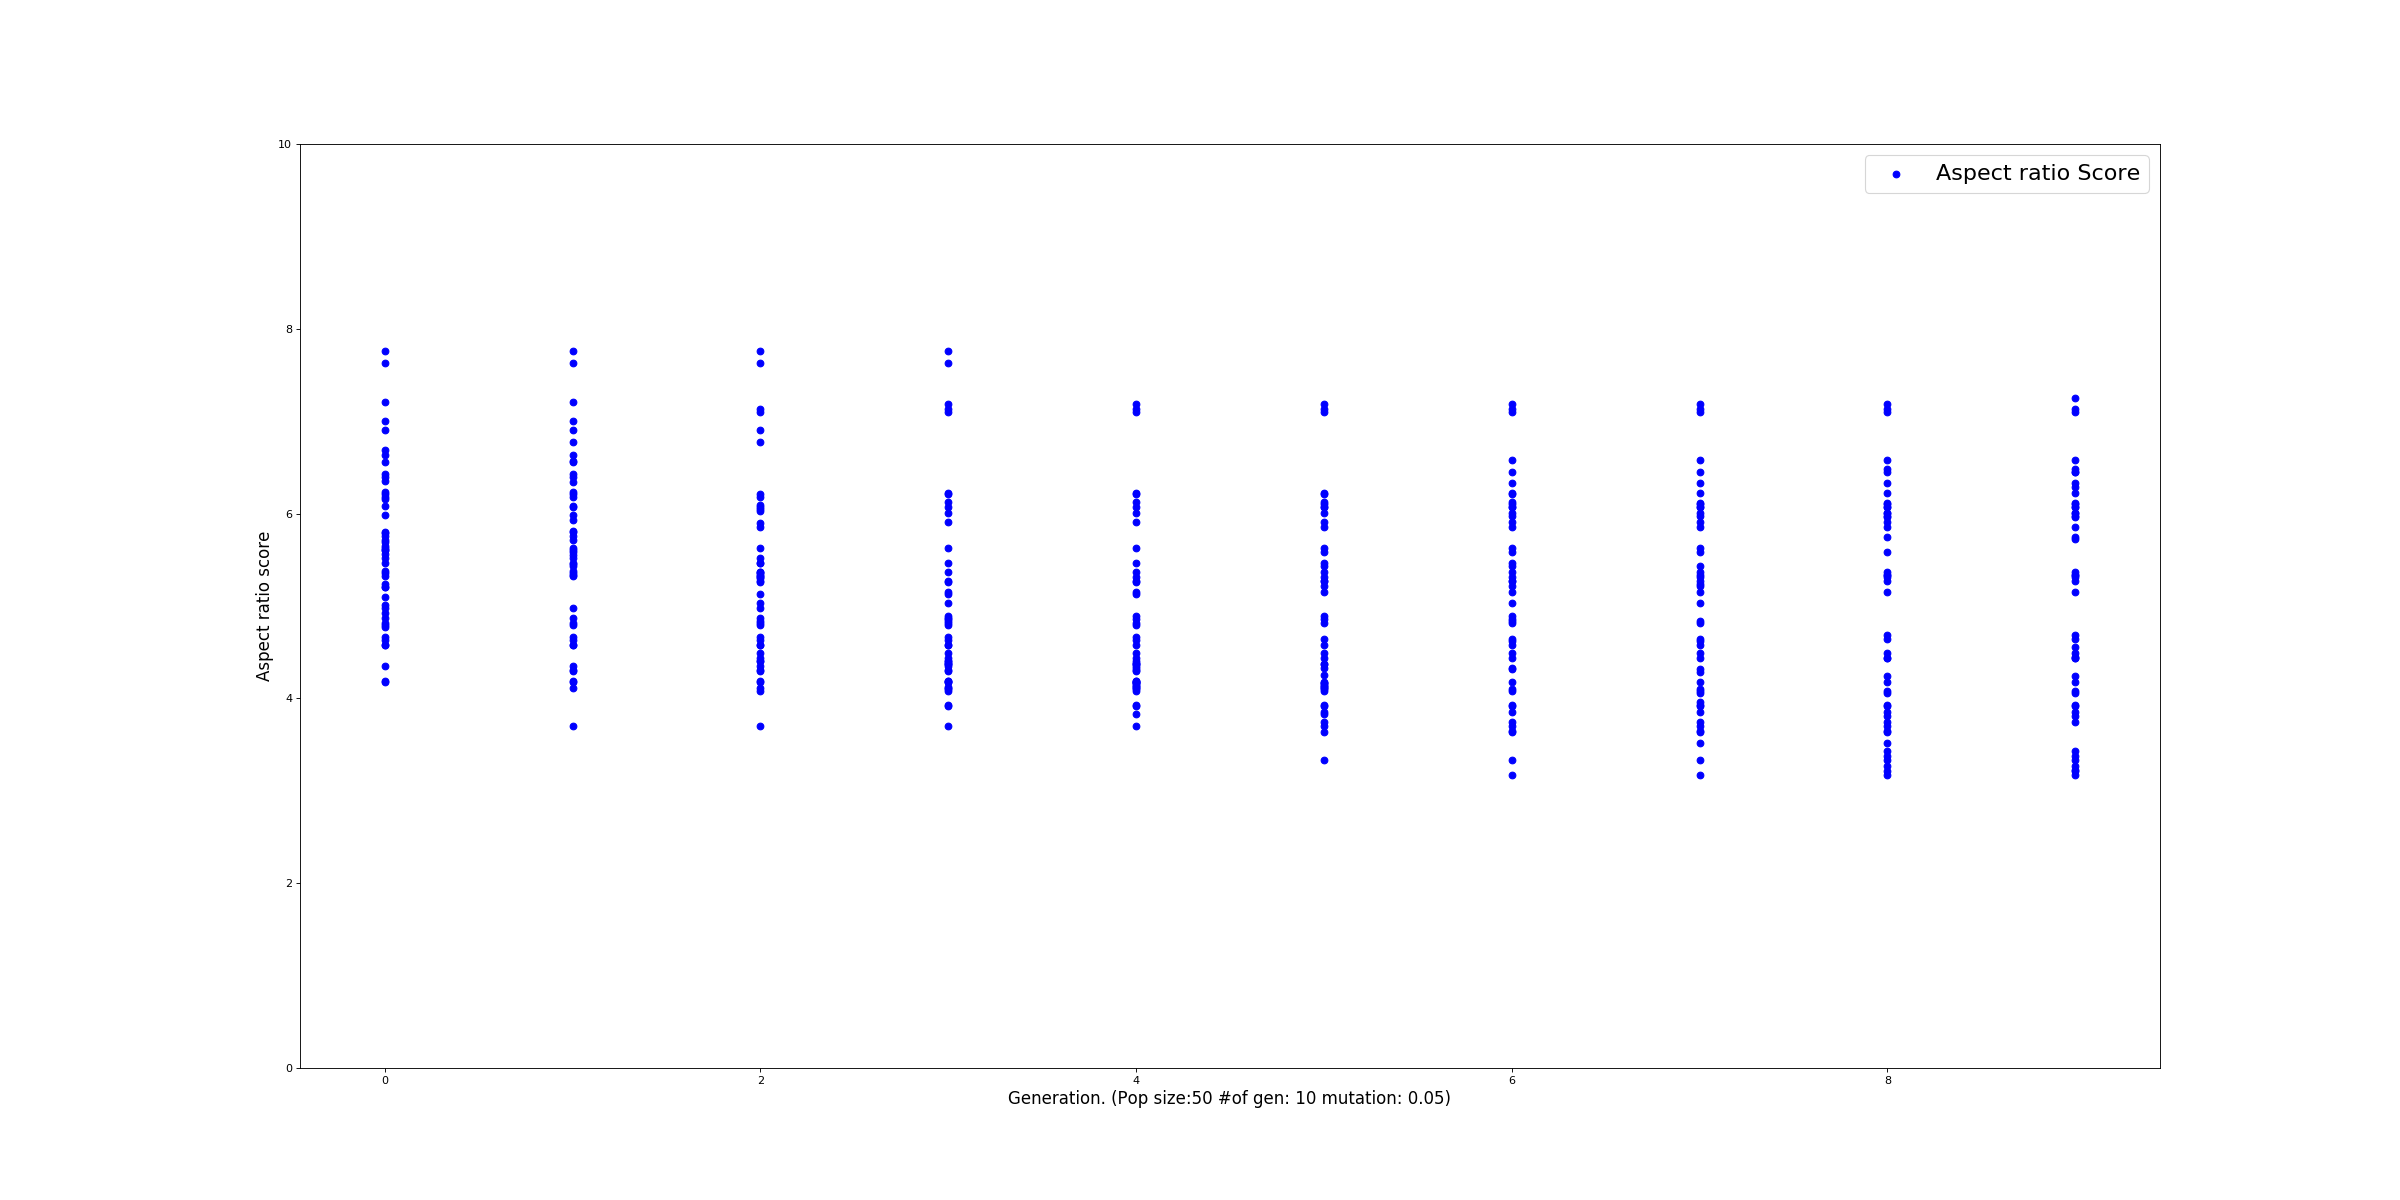 10
Aspect ratio Score
8
6
Aspect ratio score
4
2
0
0 2 4 6 8
Generation. (Pop size:50 #of gen: 10 mutation: 0.05)